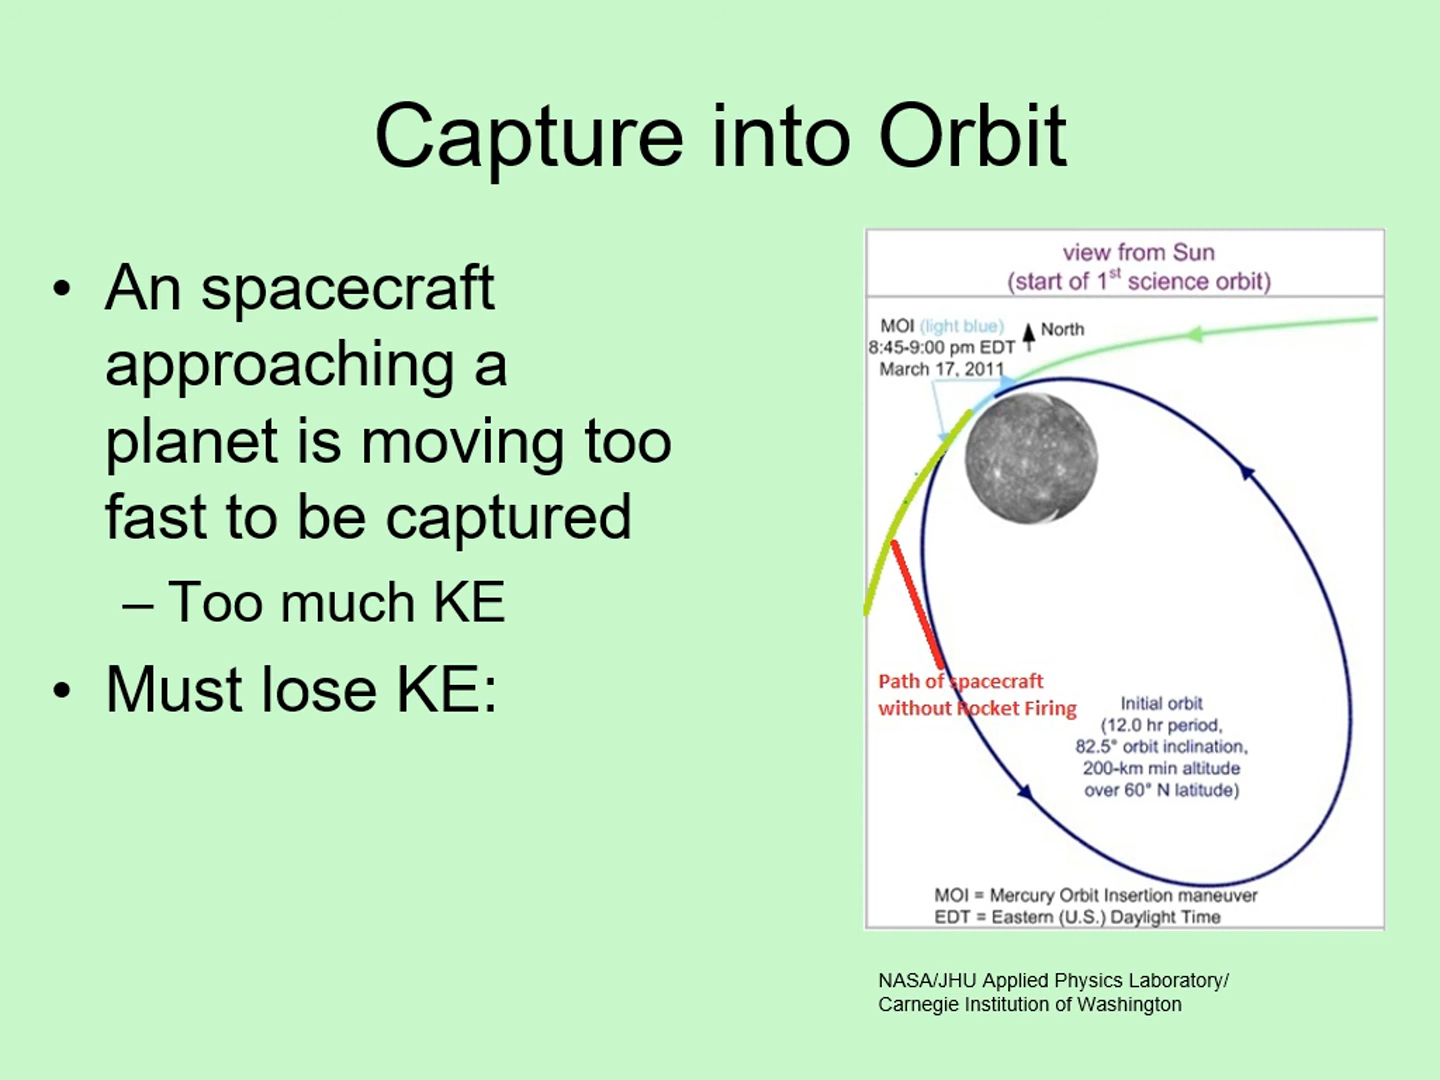 Capture into Orbit
• An spacecraft
approaching a
planet is moving too
fast to be captured
– Too much KE
• Must lose KE:
view from Sun
(start of 1st science orbit)
MOI (light blue)
8:45-9:00 pm EDT
March 17, 2011
North
Path of spacecraft
without Rocket Firing
Initial orbit
(12.0 hr period,
82.5° orbit inclination,
200-km min altitude
over 60° N latitude)
MOI = Mercury Orbit Insertion maneuver
EDT = Eastern (U.S.) Daylight Time
NASA/JHU Applied Physics Laboratory/
Carnegie Institution of Washington